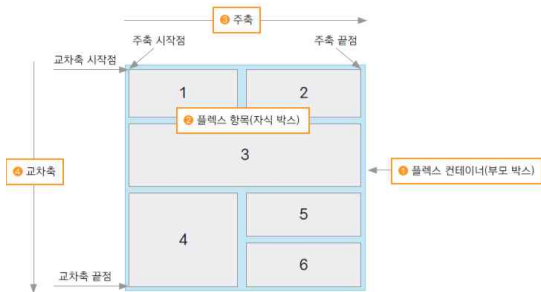 ❸ 주축
주축 시작점
주축 끝점
교차축 시작점
1
2
❷ 플렉스 항목(자식 박스)
3
❹ 교차축
❶ 플렉스 컨테이너(부모 박스)
4
5
6
교차축 끝점